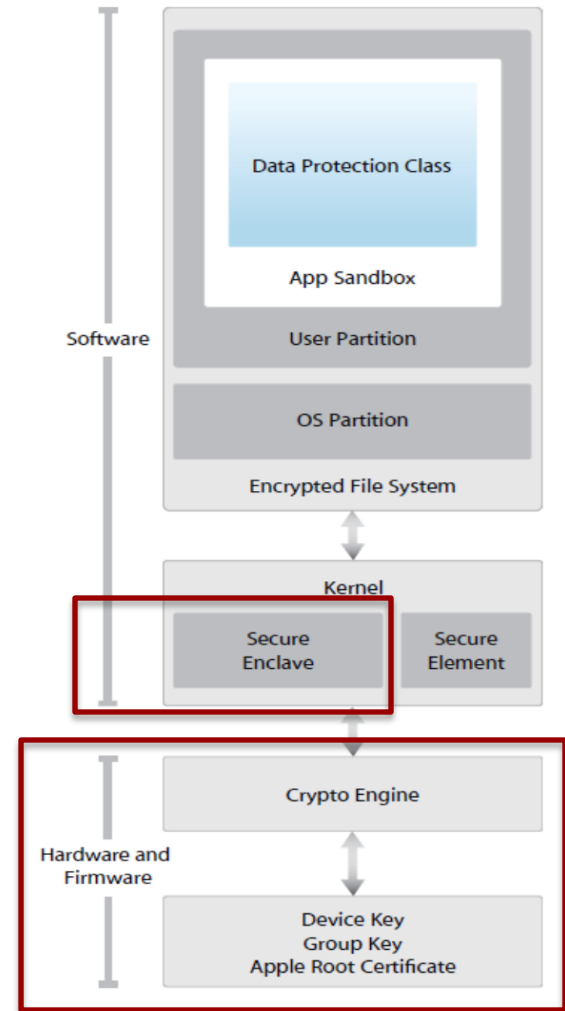 Data Protection Class
App Sandbox
Software
User Partition
OS Partition
Encrypted File System
Kernel
Secure
Enclave
Secure
Element
Crypto Engine
Hardware and
Firmware
Device Key
Group Key
Apple Root Certificate